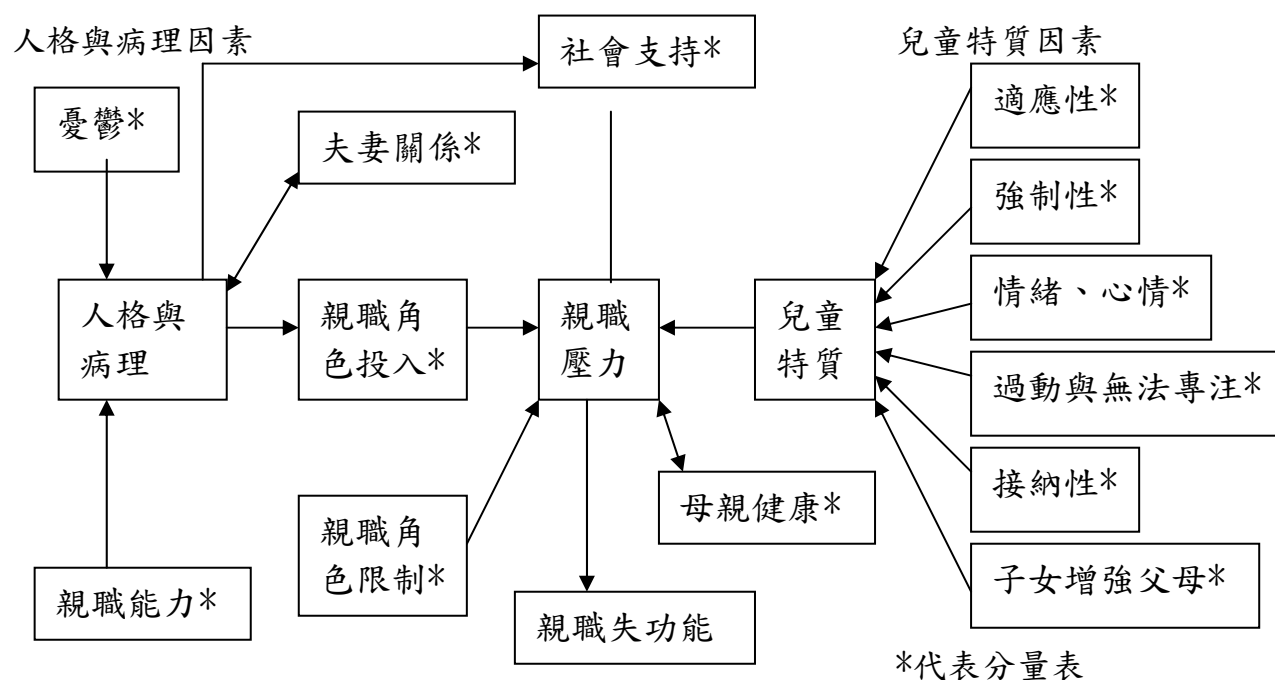 人格與病理因素
社會支持*
兒童特質因素
憂鬱*
夫妻關係*
適應性*
強制性*
人格與
病理
親職角
色投入*
親職
壓力
兒童
特質
情緒、心情*
過動與無法專注*
接納性*
母親健康*
親職角
色限制*
親職能力*
親職失功能
子女增強父母*
*代表分量表